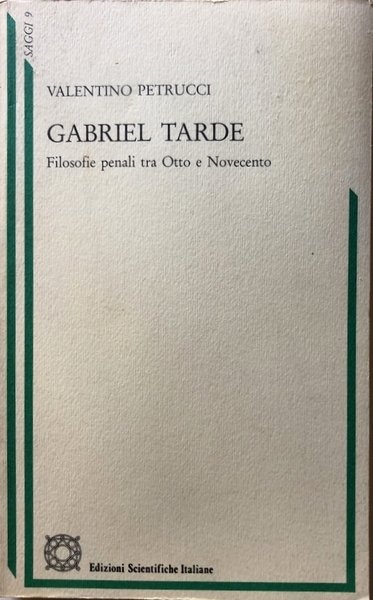 SAGGI 9
VALENTINO PETRUCCI
GABRIEL TARDE
Filosofie penali tra Otto e Novecento
Edizioni Scientifiche Italiane